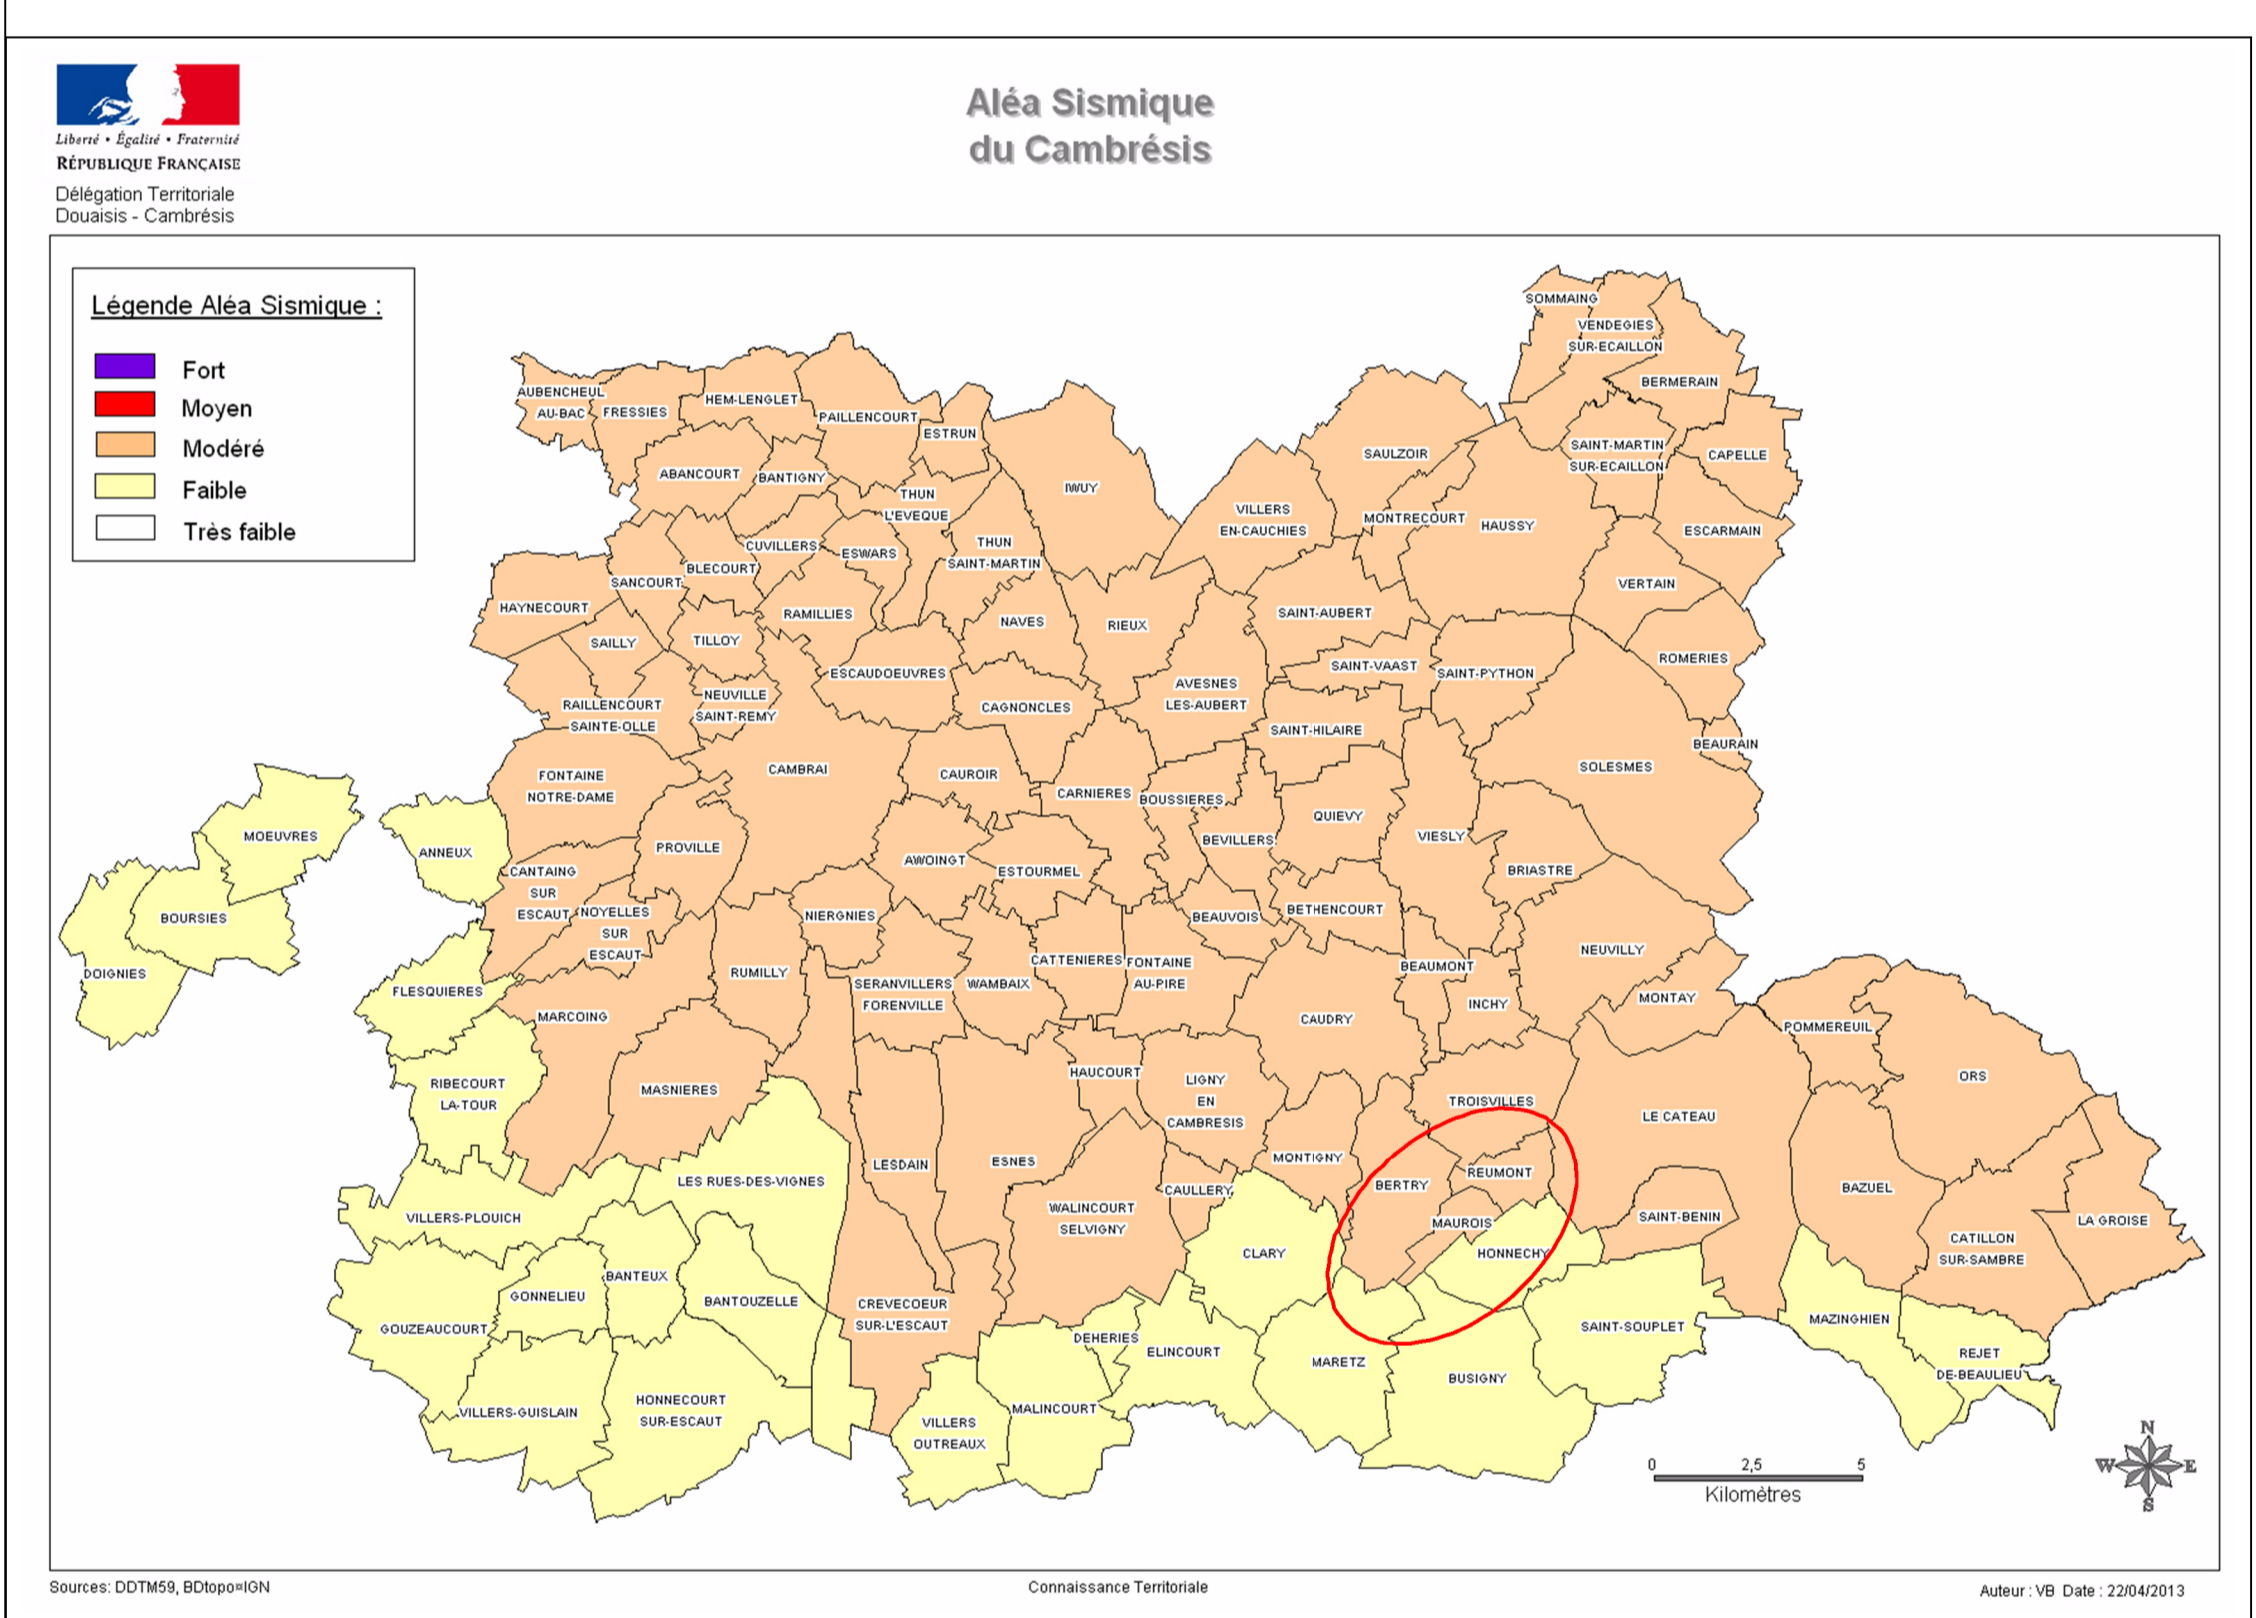 Liberté • Égalité • Fraternité
RÉPUBLIQUE FRANÇAISE
Délégation Territoriale
Douaisis - Cambrésis
Aléa Sismique
du Cambrésis
Légende Aléa Sismique :
Fort
Moyen
Modéré
Faible
Très faible
SOMMAING
VENDEGIES
SUR-ECAILLON
BERMERAIN
AUBENCHEUL
AU-BAC
FRESSIES
HEM-LENGLET
PAILLENCOURT
ESTRUN
SAINT-MARTIN
SUR-ECAILLON
CAPELLE
SAULZOIR
ABANCOURT
BANTIGNY
IWUY
THUN
L'EVEQUE
VILLERS
EN-CAUCHIES
MONTRECOURT
HAUSSY
ESCARMAIN
CUVILLERS
ESWARS
THUN
SAINT-MARTIN
BLECOURT
SANCOURT
VERTAIN
HAYNECOURT
RAMILLIES
NAVES
RIEUX
SAINT-AUBERT
SAILLY
TILLOY
ROMERIES
ESCAUDOEUVRES
SAINT-VAAST
SAINT-PYTHON
NEUVILLE
SAINT-REMY
AVESNES
LES-AUBERT
RAILLENCOURT
SAINTE-OLLE
CAGNONCLES
SAINT-HILAIRE
BEAURAIN
FONTAINE
NOTRE-DAME
CAMBRAI
CAUROIR
SOLESMES
CARNIERES
BOUSSIERES
QUIEVY
MOEUVRES
ANNEUX
PROVILLE
BEVILLERS
VIESLY
AWOINGT
ESTOURMEL
BRIASTRE
CANTAING
SUR
ESCAUT
NOYELLES
SUR
ESCAUT
NIERGNIES
BEAUVOIS
BETHENCOURT
BOURSIES
NEUVILLY
DOIGNIES
RUMILLY
CATTENIERES
FONTAINE
AU-PIRE
BEAUMONT
FLESQUIERES
SERANVILLERS
FORENVILLE
WAMBAIX
INCHY
MONTAY
MARCOING
CAUDRY
POMMEREUIL
RIBECOURT
LA-TOUR
MASNIERES
HAUCOURT
LIGNY
EN
CAMBRESIS
TROISVILLES
LE CATEAU
ORS
LESDAIN
ESNES
MONTIGNY
REUMONT
BERTRY
LES RUES-DES-VIGNES
CAULLERY
BAZUEL
VILLERS-PLOUICH
WALINCOURT
SELVIGNY
MAUROIS
SAINT-BENIN
LA GROISE
CLARY
HONNECHY
CATILLON
SUR-SAMBRE
BANTEUX
GONNELIEU
BANTOUZELLE
CREVECOEUR
SUR-L'ESCAUT
GOUZEAUCOURT
DEHERIES
ELINCOURT
SAINT-SOUPLET
MAZINGHIEN
MARETZ
BUSIGNY
REJET
DE-BEAULIEU
VILLERS-GUISLAIN
HONNECOURT
SUR-ESCAUT
MALINCOURT
VILLERS
OUTREAUX
N
W
E
S
0 2,5 5
Kilomètres
Sources: DDTM59, BDtopo¤IGN
Connaissance Territoriale
Auteur : VB Date : 22/04/2013